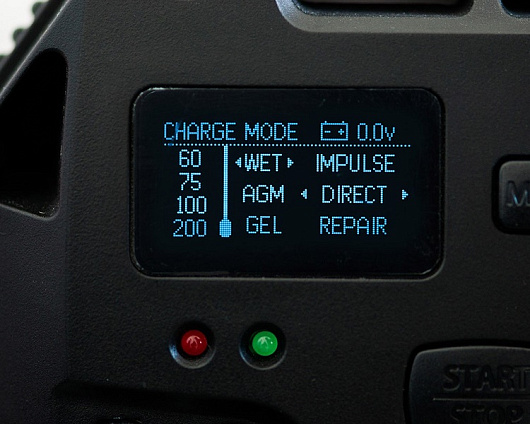 CHARGE MODE 0.0v
60 WET IMPULSE
75
AGM DIRECT
100
200 GEL REPAIR
M
START
STOP